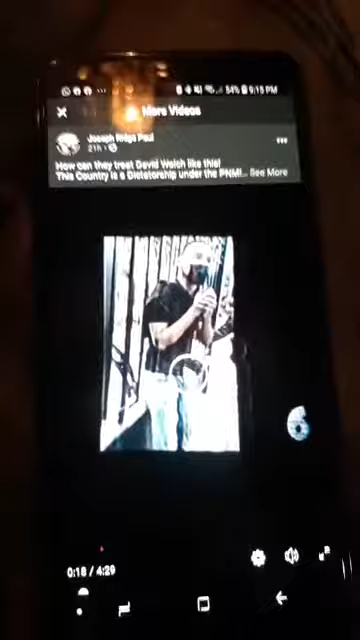 54% 9:15 PM
More Videos
Joseph Ridge Paul
21h
How can they treat David Welch like this!
This Country is a Dictatorship under the PNM!... See More
6
0:18 / 4:29